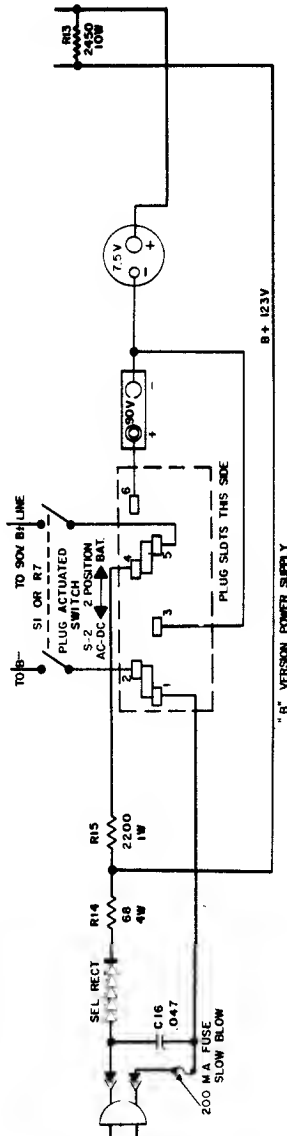 SEL RECT
R14
68
4W
R15
2200
1W
C16
.047
200 M A FUSE
SLOW BLOW
TO B-
TO 90V B+ LINE
S1 OR R7
PLUG ACTUATED
SWITCH
S-2 2 POSITION
AC-DC BAT.
1
2
3
4
5
6
PLUG SLOTS THIS SIDE
90V
+ -
7.5 V
- +
R13
2450
10W
B+ 123V
"B" VERSION POWER SUPPLY